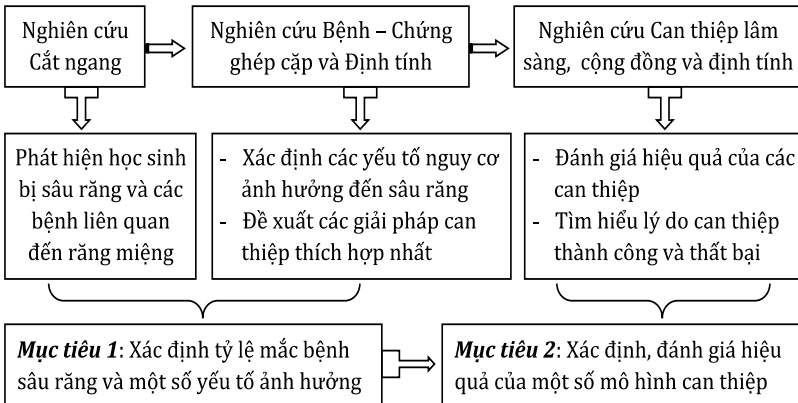 Nghiên cứu
Cắt ngang
Nghiên cứu Bệnh – Chứng
ghép cặp và Định tính
Nghiên cứu Can thiệp lâm
sàng, cộng đồng và định tính
Phát hiện học sinh
bị sâu răng và các
bệnh liên quan
đến răng miệng
- Xác định các yếu tố nguy cơ
ảnh hưởng đến sâu răng
- Đề xuất các giải pháp can
thiệp thích hợp nhất
- Đánh giá hiệu quả của các
can thiệp
- Tìm hiểu lý do can thiệp
thành công và thất bại
Mục tiêu 1: Xác định tỷ lệ mắc bệnh
sâu răng và một số yếu tố ảnh hưởng
Mục tiêu 2: Xác định, đánh giá hiệu
quả của một số mô hình can thiệp